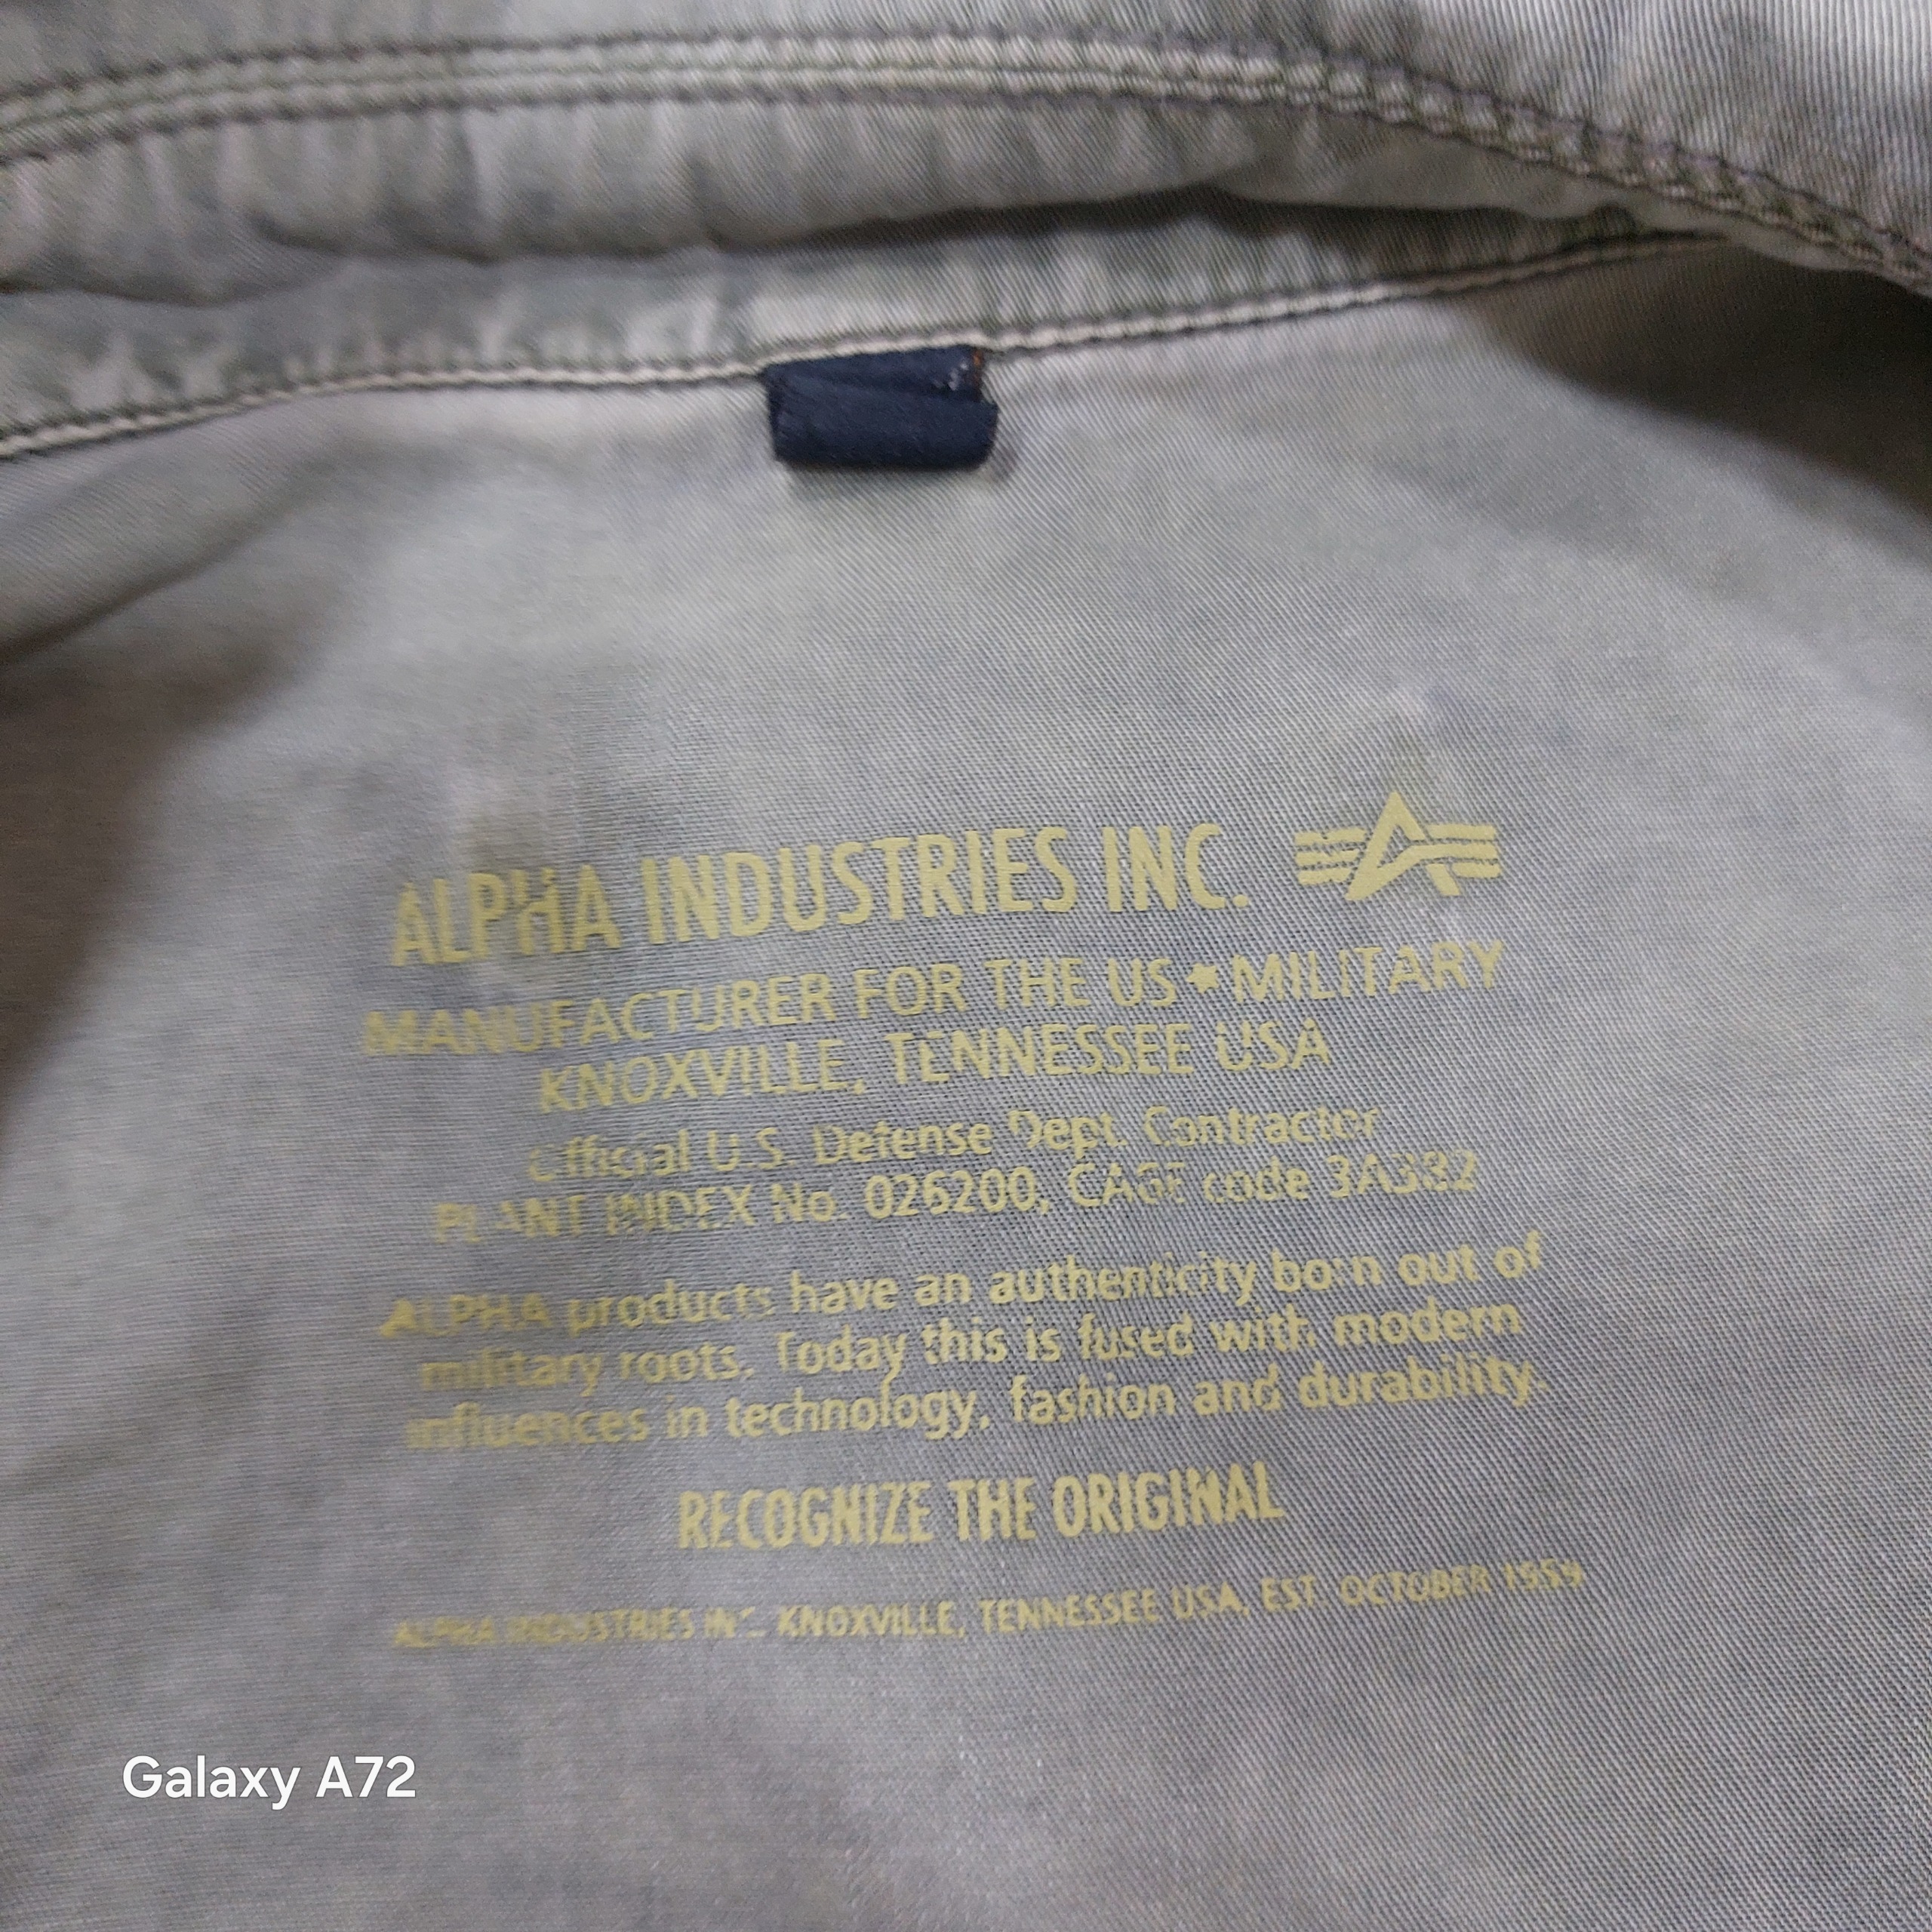 ALPHA INDUSTRIES INC.
MANUFACTURER FOR THE US★MILITARY
KNOXVILLE, TENNESSEE USA
Official U.S. Defense Dept. Contractor
PLANT INDEX No. 026200, CAGE code
ALPHA products have an authenticity born out of
military roots. Today this is fused with modern
influences in technology, fashion and durability.
RECOGNIZE THE ORIGINAL
ALPHA INDUSTRIES INC. KNOXVILLE, TENNESSEE USA, EST. OCTOBER 1959
Galaxy A72